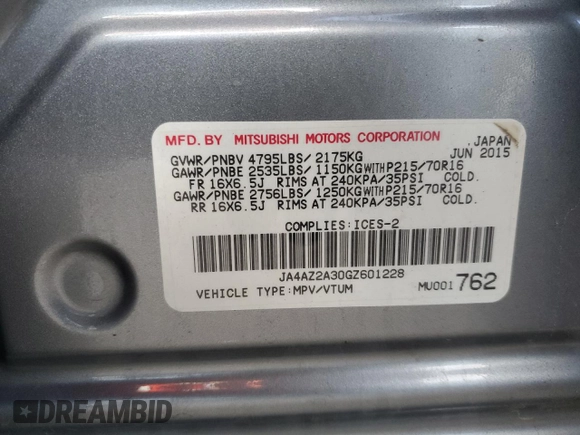 MFD. BY MITSUBISHI MOTORS CORPORATION JAPAN
GVWR/PNBV 4795LBS/2175KG JUN 2015
GAWR/PNBE 2535LBS/1150KG WITH P215/70R16
FR 16X6.5J RIMS AT 240KPA/35PSI COLD.
GAWR/PNBE 2756LBS/1250KG WITH P215/70R16
RR 16X6.5J RIMS AT 240KPA/35PSI COLD.
COMPLIES:ICES-2
JA4AZ2A30GZ601228
VEHICLE TYPE:MPV/VTUM MU001 762
DREAMBID